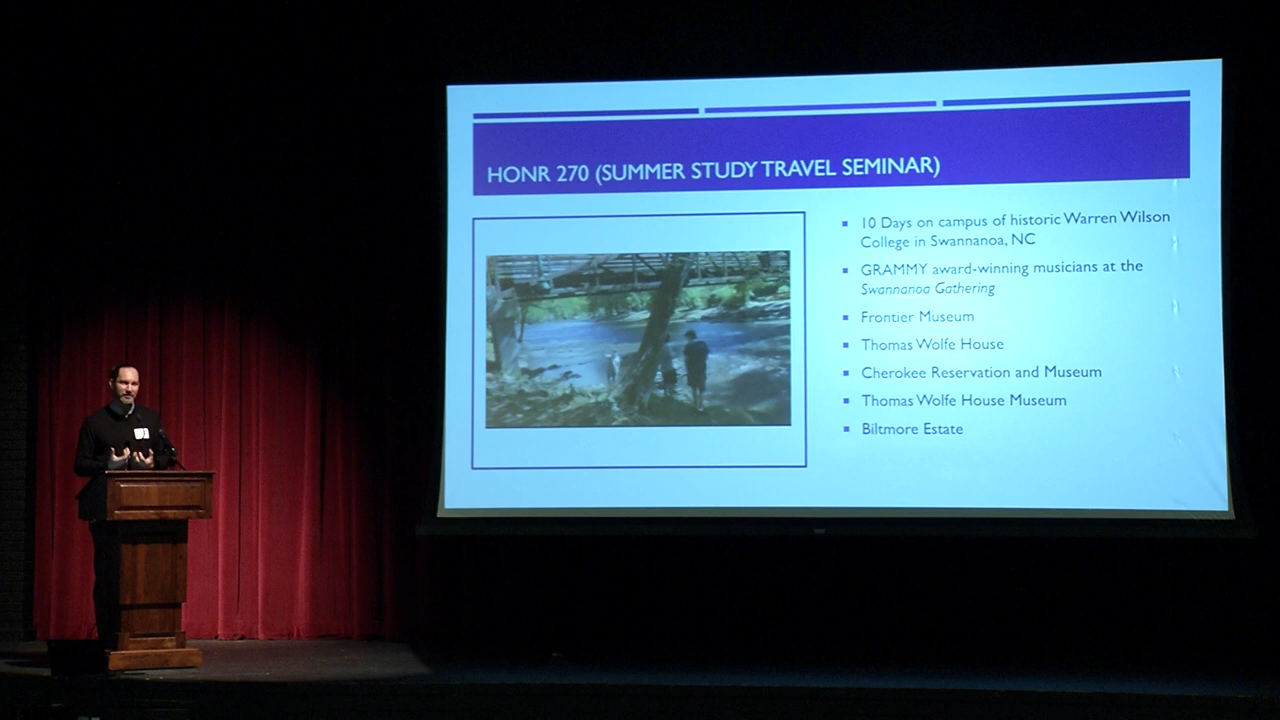 HONR 270 (SUMMER STUDY TRAVEL SEMINAR)
10 Days on campus of historic Warren Wilson
College in Swannanoa, NC
GRAMMY award-winning musicians at the
Swannanoa Gathering
Frontier Museum
Thomas Wolfe House
Cherokee Reservation and Museum
Thomas Wolfe House Museum
Biltmore Estate